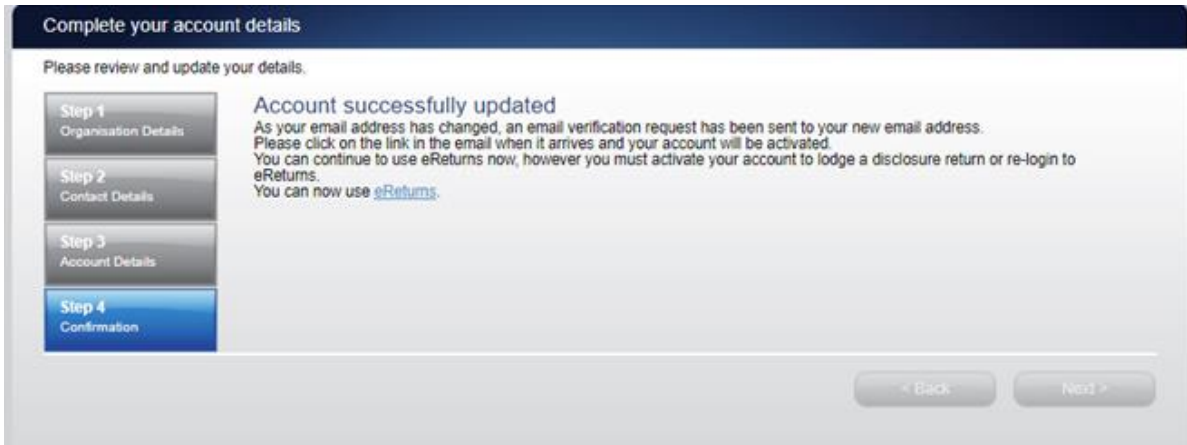 Complete your account details
Please review and update your details.
Step 1
Organisation Details
Step 2
Contact Details
Step 3
Account Details
Step 4
Confirmation
Account successfully updated
As your email address has changed, an email verification request has been sent to your new email address.
Please click on the link in the email when it arrives and your account will be activated.
You can continue to use eReturns now, however you must activate your account to lodge a disclosure return or re-login to
eReturns.
You can now use eReturns.
< Back
Next >